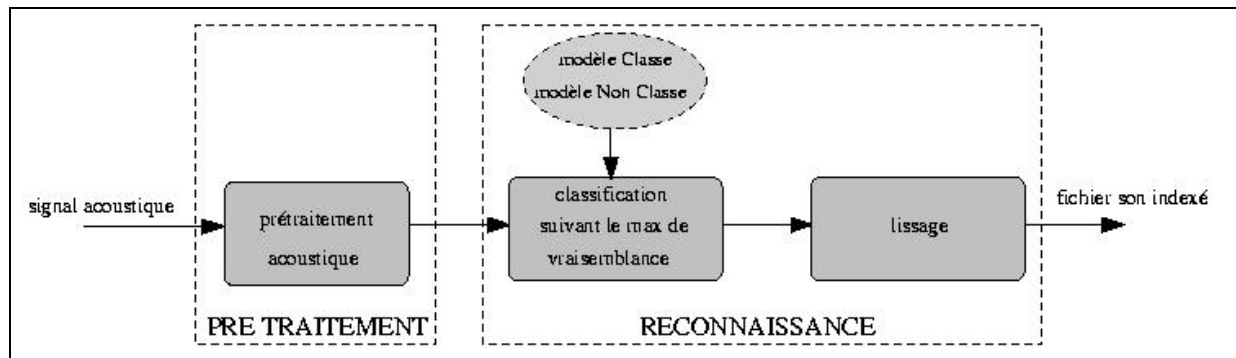 modèle Classe
modèle Non Classe
signal acoustique
prétraitement
acoustique
classification
suivant le max de
vraisemblance
lissage
fichier son indexé
PRE TRAITEMENT
RECONNAISSANCE